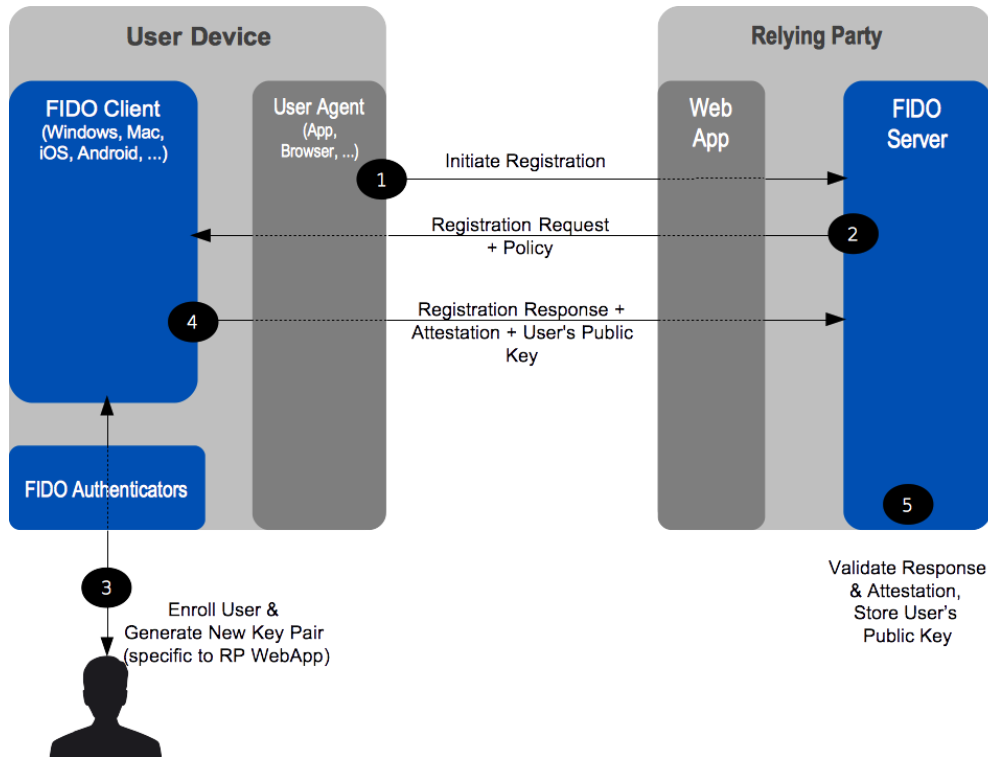 User Device
Relying Party
FIDO Client
(Windows, Mac,
iOS, Android, ...)
User Agent
(App,
Browser, ...)
Web
App
FIDO
Server
1
Initiate Registration
2
Registration Request
+ Policy
4
Registration Response +
Attestation + User's Public
Key
FIDO Authenticators
5
3
Enroll User &
Generate New Key Pair
(specific to RP WebApp)
Validate Response
& Attestation,
Store User's
Public Key